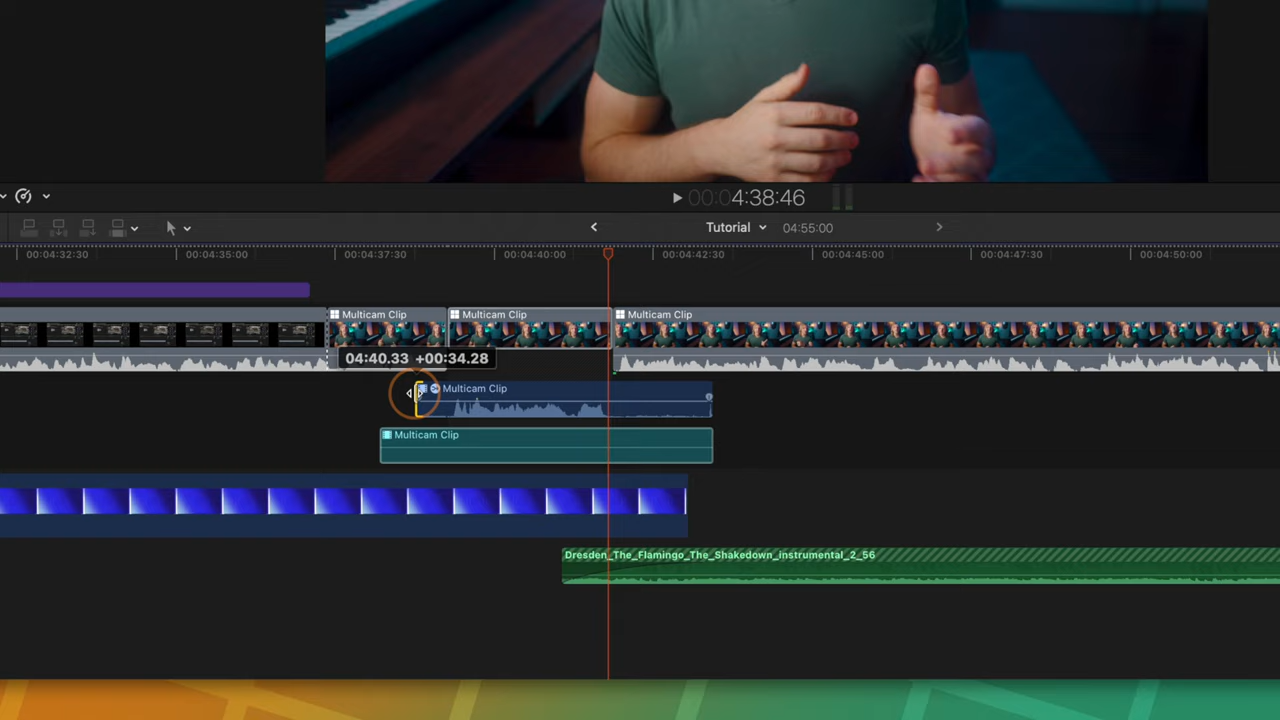 00:04:38:46
Tutorial
04:55:00
00:04:32:30
00:04:35:00
00:04:37:30
00:04:40:00
00:04:42:30
00:04:45:00
00:04:47:30
00:04:50:00
Multicam Clip
Multicam Clip
Multicam Clip
04:40.33 +00:34.28
Multicam Clip
Multicam Clip
Dresden_The_Flamingo_The_Shakedown_instrumental_2_56